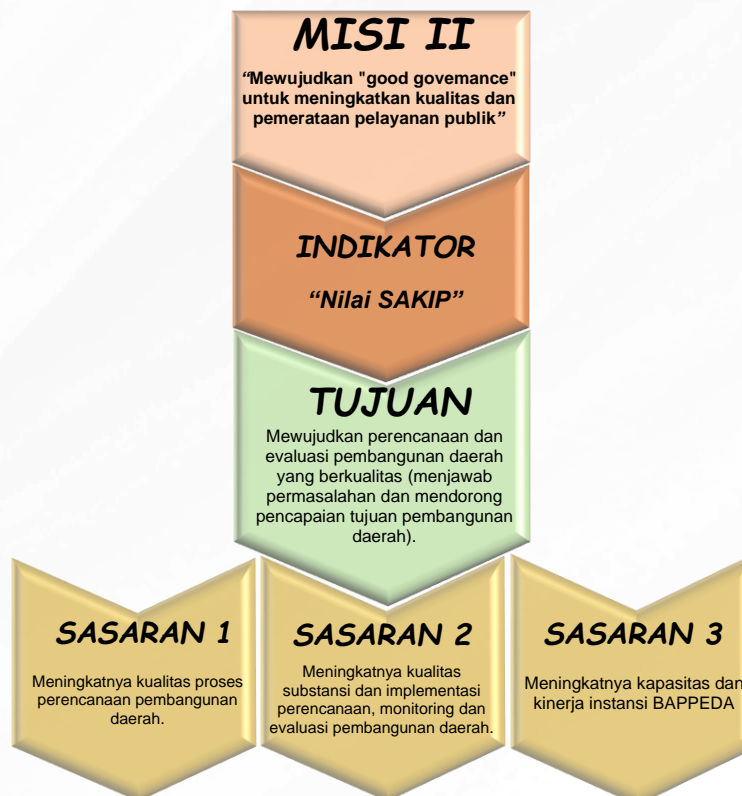 MISI II
“Mewujudkan "good govemance"
untuk meningkatkan kualitas dan
pemerataan pelayanan publik”
INDIKATOR
“Nilai SAKIP”
TUJUAN
Mewujudkan perencanaan dan
evaluasi pembangunan daerah
yang berkualitas (menjawab
permasalahan dan mendorong
pencapaian tujuan pembangunan
daerah).
SASARAN 1
Meningkatnya kualitas proses
perencanaan pembangunan
daerah.
SASARAN 2
Meningkatnya kualitas
substansi dan implementasi
perencanaan, monitoring dan
evaluasi pembangunan daerah.
SASARAN 3
Meningkatnya kapasitas dan
kinerja instansi BAPPEDA